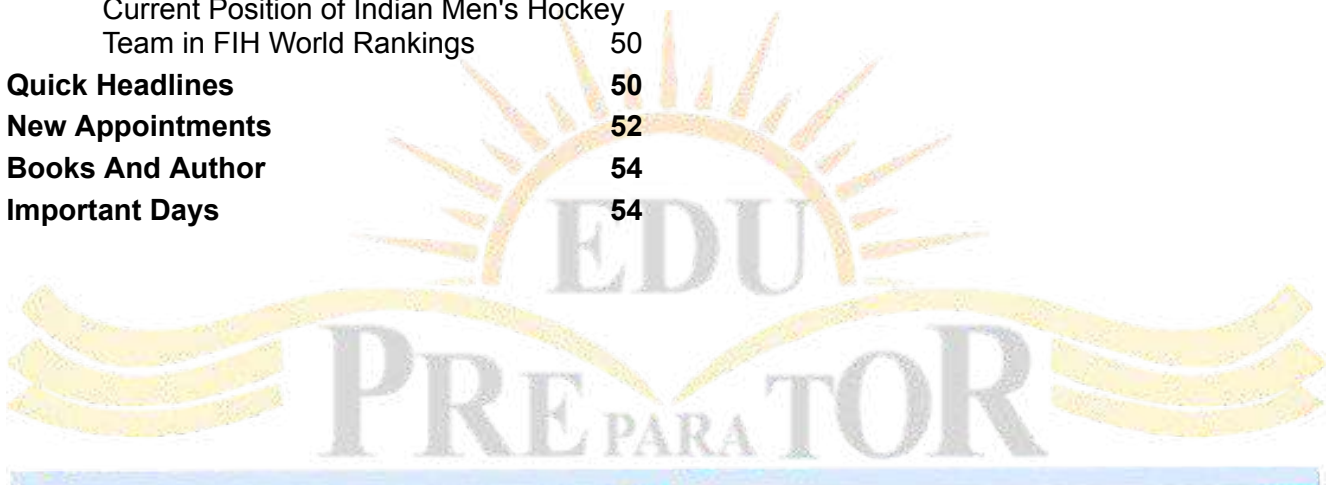 Current Position of Indian Men's Hockey
Team in FIH World Rankings 50
Quick Headlines 50
New Appointments 52
Books And Author 54
Important Days 54
EDU
PREPARATOR